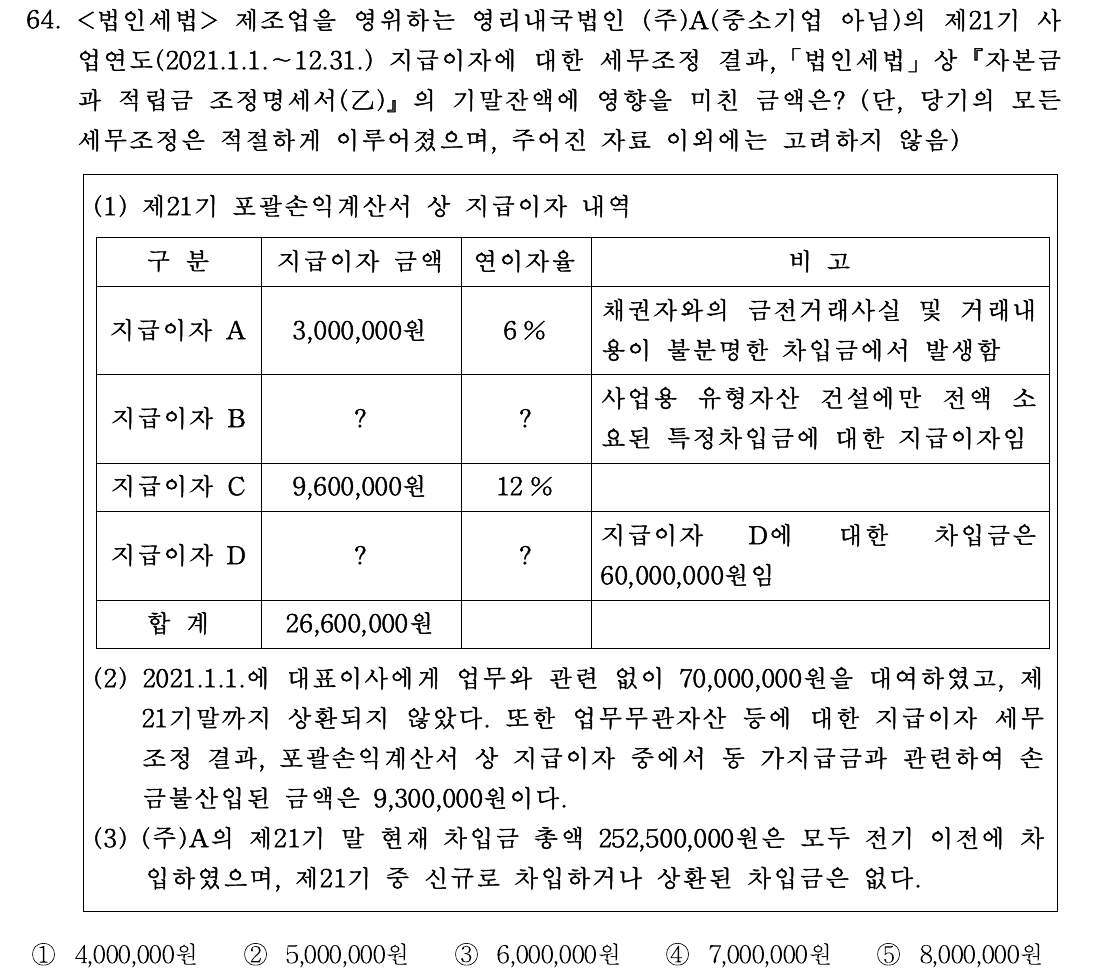 64. <법인세법> 제조업을 영위하는 영리내국법인 (주)A(중소기업 아님)의 제21기 사
업연도(2021.1.1.~12.31.) 지급이자에 대한 세무조정 결과,「법인세법」상『자본금
과 적립금 조정명세서(乙)』의 기말잔액에 영향을 미친 금액은? (단, 당기의 모든
세무조정은 적절하게 이루어졌으며, 주어진 자료 이외에는 고려하지 않음)
(1) 제21기 포괄손익계산서 상 지급이자 내역
구 분 지급이자 금액 연이자율 비 고
지급이자 A 3,000,000원 6 % 채권자와의 금전거래사실 및 거래내
용이 불분명한 차입금에서 발생함
지급이자 B ? ? 사업용 유형자산 건설에만 전액 소
요된 특정차입금에 대한 지급이자임
지급이자 C 9,600,000원 12 %
지급이자 D ? ? 지급이자 D에 대한 차입금은
60,000,000원임
합 계 26,600,000원
(2) 2021.1.1.에 대표이사에게 업무와 관련 없이 70,000,000원을 대여하였고, 제
21기말까지 상환되지 않았다. 또한 업무무관자산 등에 대한 지급이자 세무
조정 결과, 포괄손익계산서 상 지급이자 중에서 동 가지급금과 관련하여 손
금불산입된 금액은 9,300,000원이다.
(3) (주)A의 제21기 말 현재 차입금 총액 252,500,000원은 모두 전기 이전에 차
입하였으며, 제21기 중 신규로 차입하거나 상환된 차입금은 없다.
① 4,000,000원 ② 5,000,000원 ③ 6,000,000원 ④ 7,000,000원 ⑤ 8,000,000원